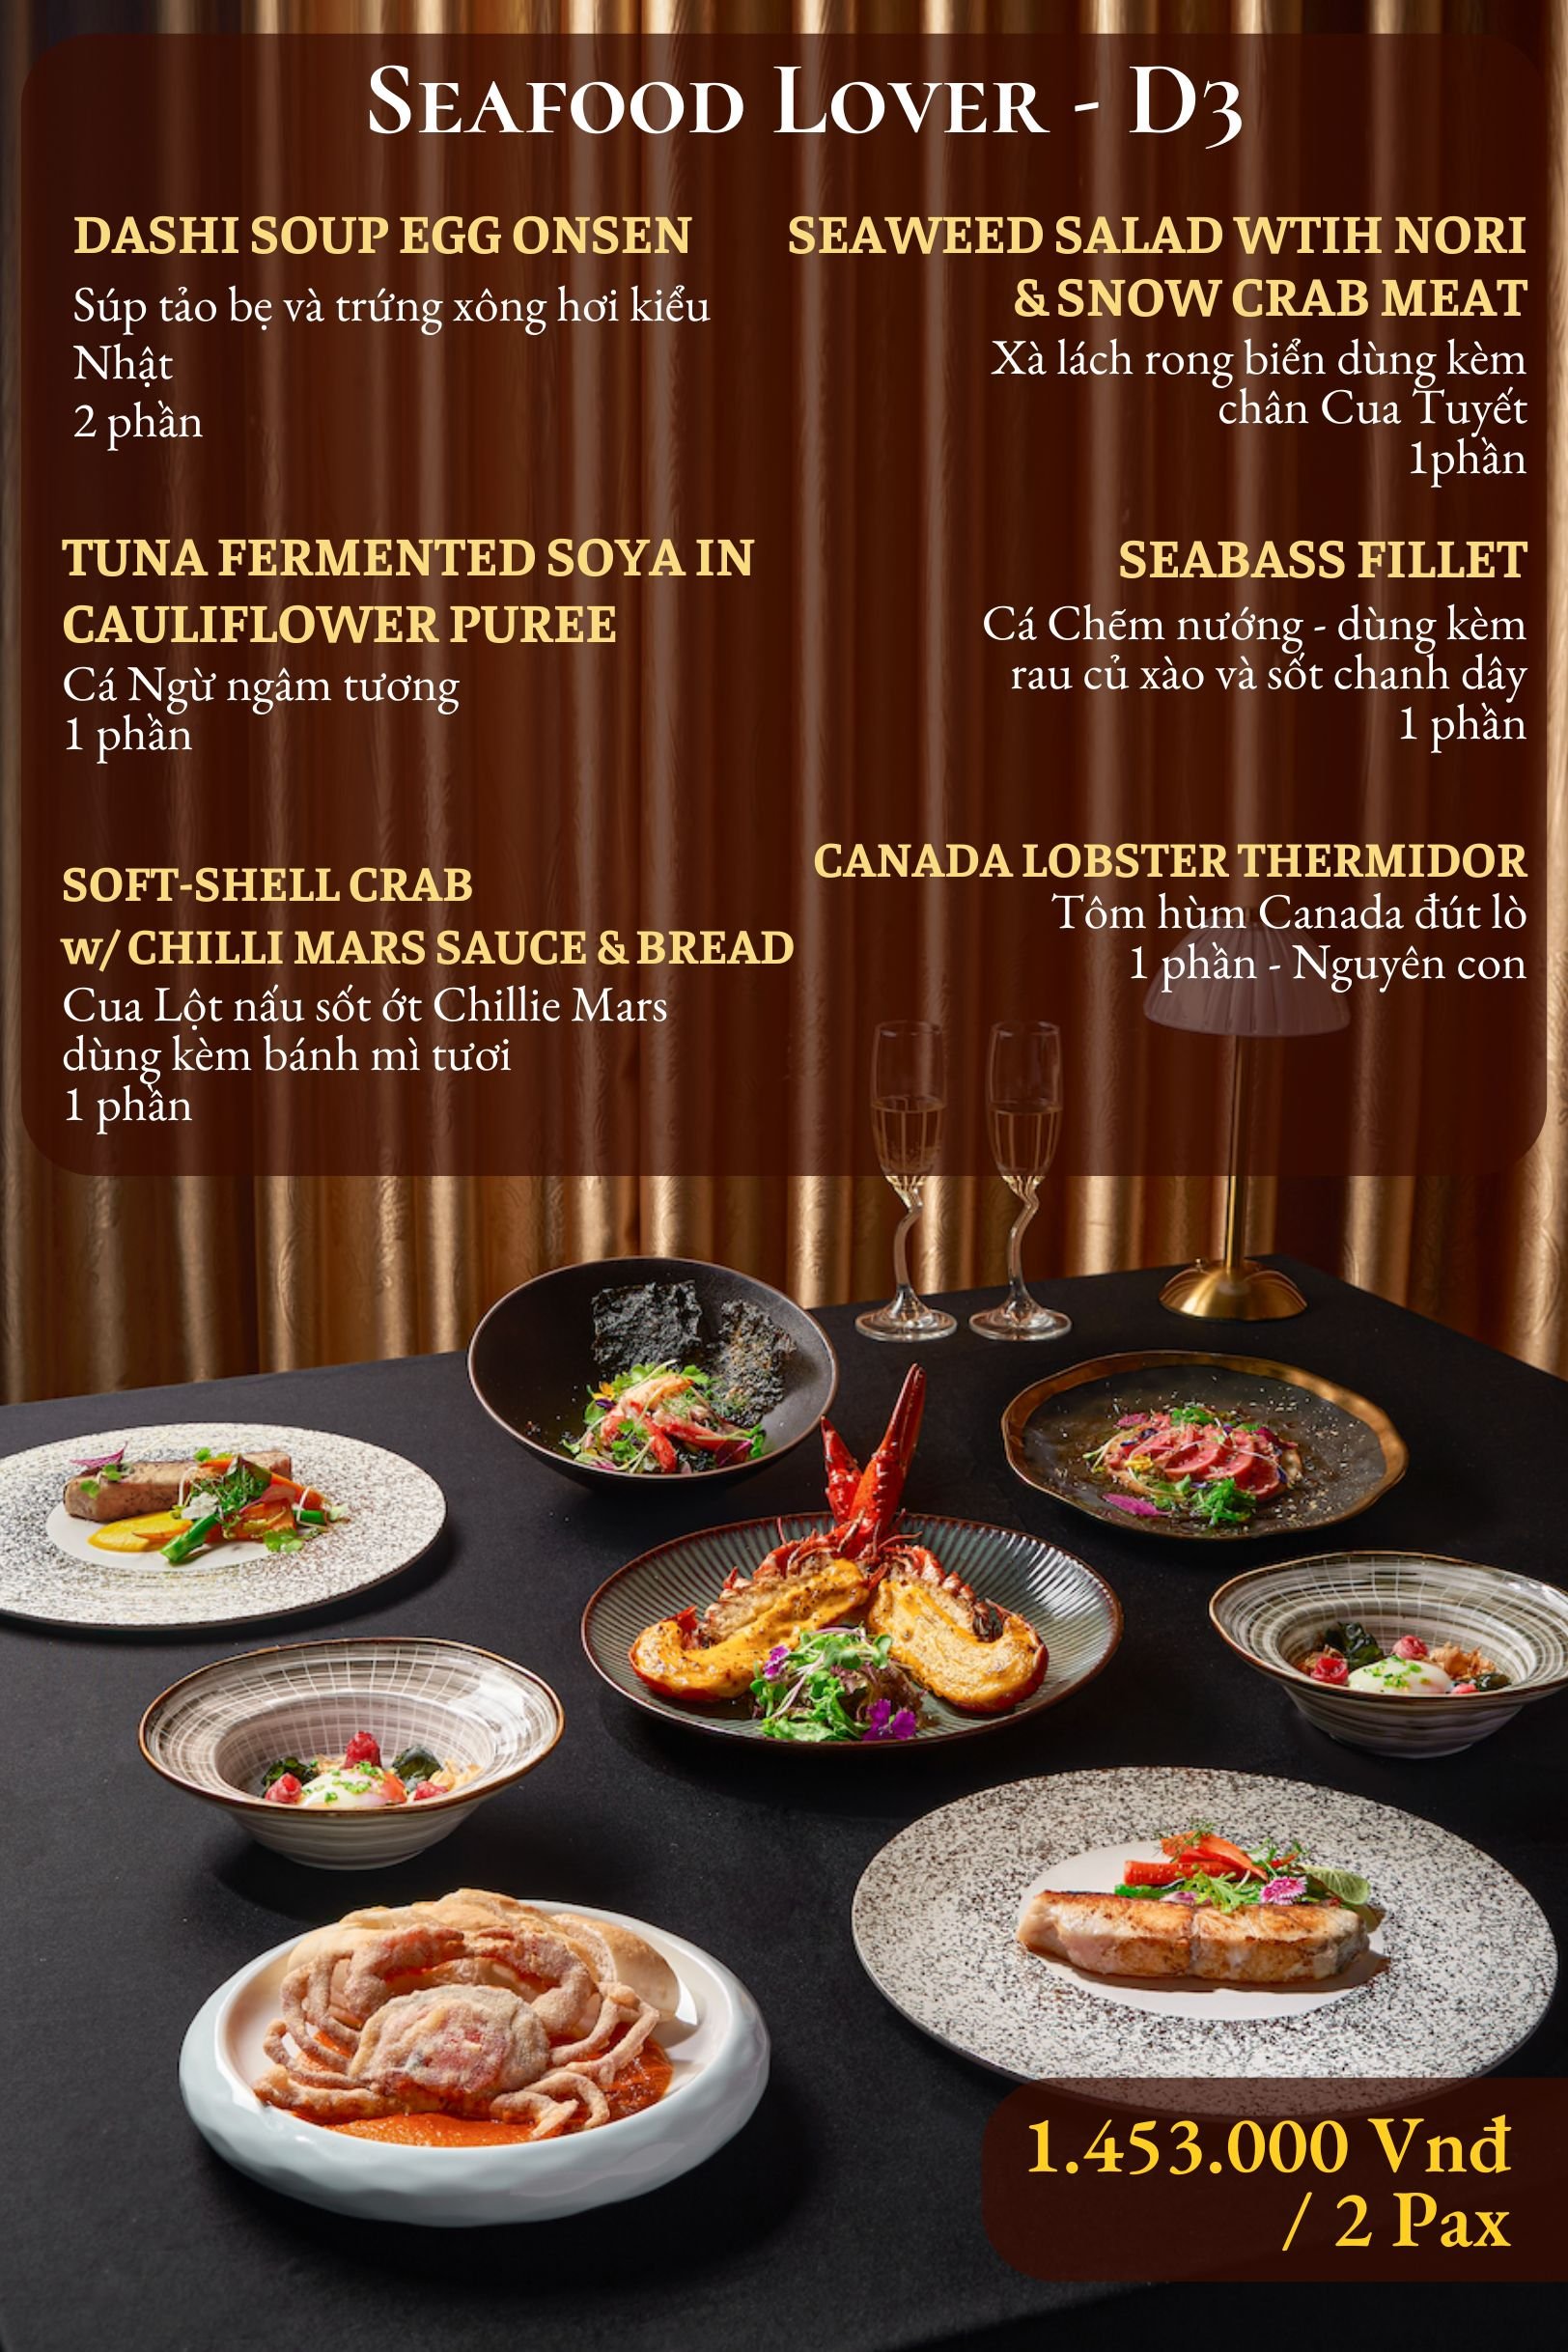 Seafood Lover - D3
DASHI SOUP EGG ONSEN
Súp tảo bẹ và trứng xông hơi kiểu
Nhật
2 phần
SEAWEED SALAD WTIH NORI
& SNOW CRAB MEAT
Xà lách rong biển dùng kèm
chân Cua Tuyết
1phần
TUNA FERMENTED SOYA IN
CAULIFLOWER PUREE
Cá Ngừ ngâm tương
1 phần
SEABASS FILLET
Cá Chẽm nướng - dùng kèm
rau củ xào và sốt chanh dây
1 phần
SOFT-SHELL CRAB
w/ CHILLI MARS SAUCE & BREAD
Cua Lột nấu sốt ớt Chillie Mars
dùng kèm bánh mì tươi
1 phần
CANADA LOBSTER THERMIDOR
Tôm hùm Canada đút lò
1 phần - Nguyên con
1.453.000 Vnđ
/ 2 Pax